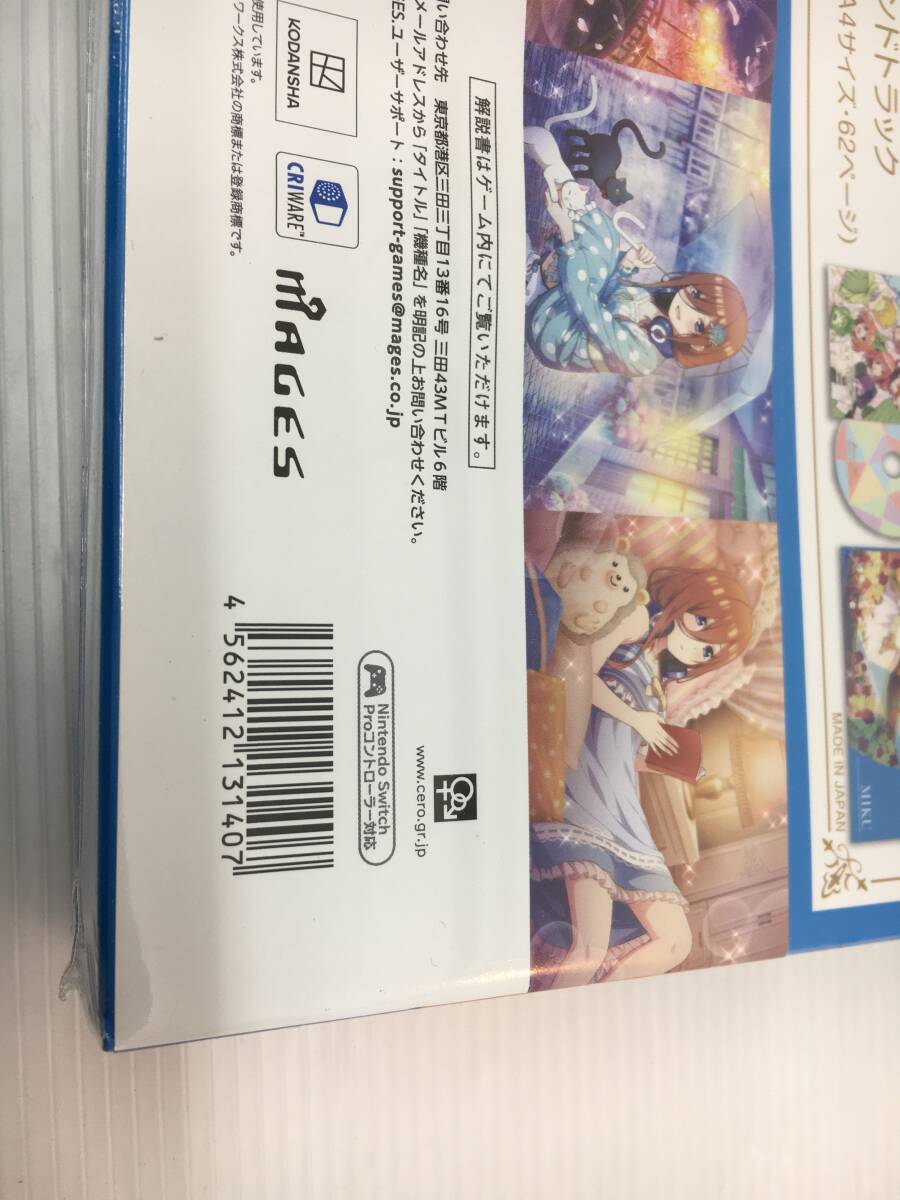 ンドトラック
A4サイズ・62ページ)
解説書はゲーム内にてご覧いただけます。
い合わせ先 東京都港区三田三丁目13番16号 三田43MTビル6階
メールアドレスから「タイトル」「機種名」を明記の上お問い合わせください。
ES.ユーザーサポート:support-games@mages.co.jp
使用しています。
ワークス株式会社の商標または登録商標です。
KODANSHA
CRIWARE™
MAGES
www.cero.gr.jp
Nintendo Switch
Proコントローラー対応
4 562412 131407
MIKU
MADE IN JAPAN